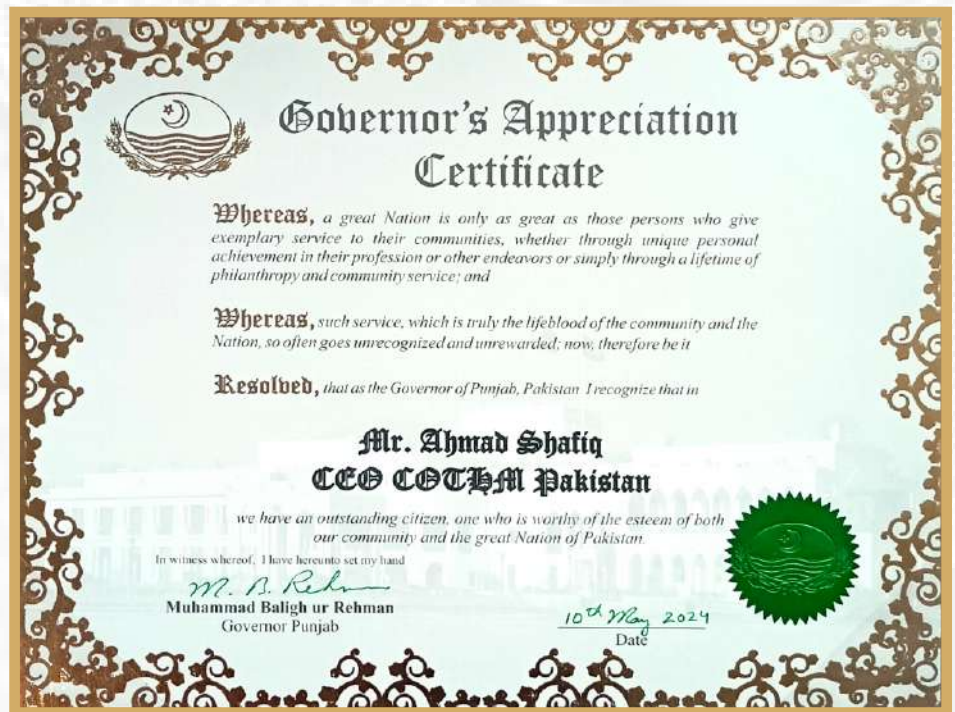 Governor's Appreciation
Certificate
Whereas, a great Nation is only as great as those persons who give
exemplary service to their communities, whether through unique personal
achievement in their profession or other endeavors or simply through a lifetime of
philanthropy and community service; and
Whereas, such service, which is truly the lifeblood of the community and the
Nation, so often goes unrecognized and unrewarded; now, therefore be it
Resolved, that as the Governor of Punjab, Pakistan I recognize that in
Mr. Ahmad Shafiq
CEO COTHM Pakistan
we have an outstanding citizen, one who is worthy of the esteem of both
our community and the great Nation of Pakistan.
In witness whereof, I have hereunto set my hand
M. B. Rehman
Muhammad Baligh ur Rehman
Governor Punjab
10th May 2024
Date